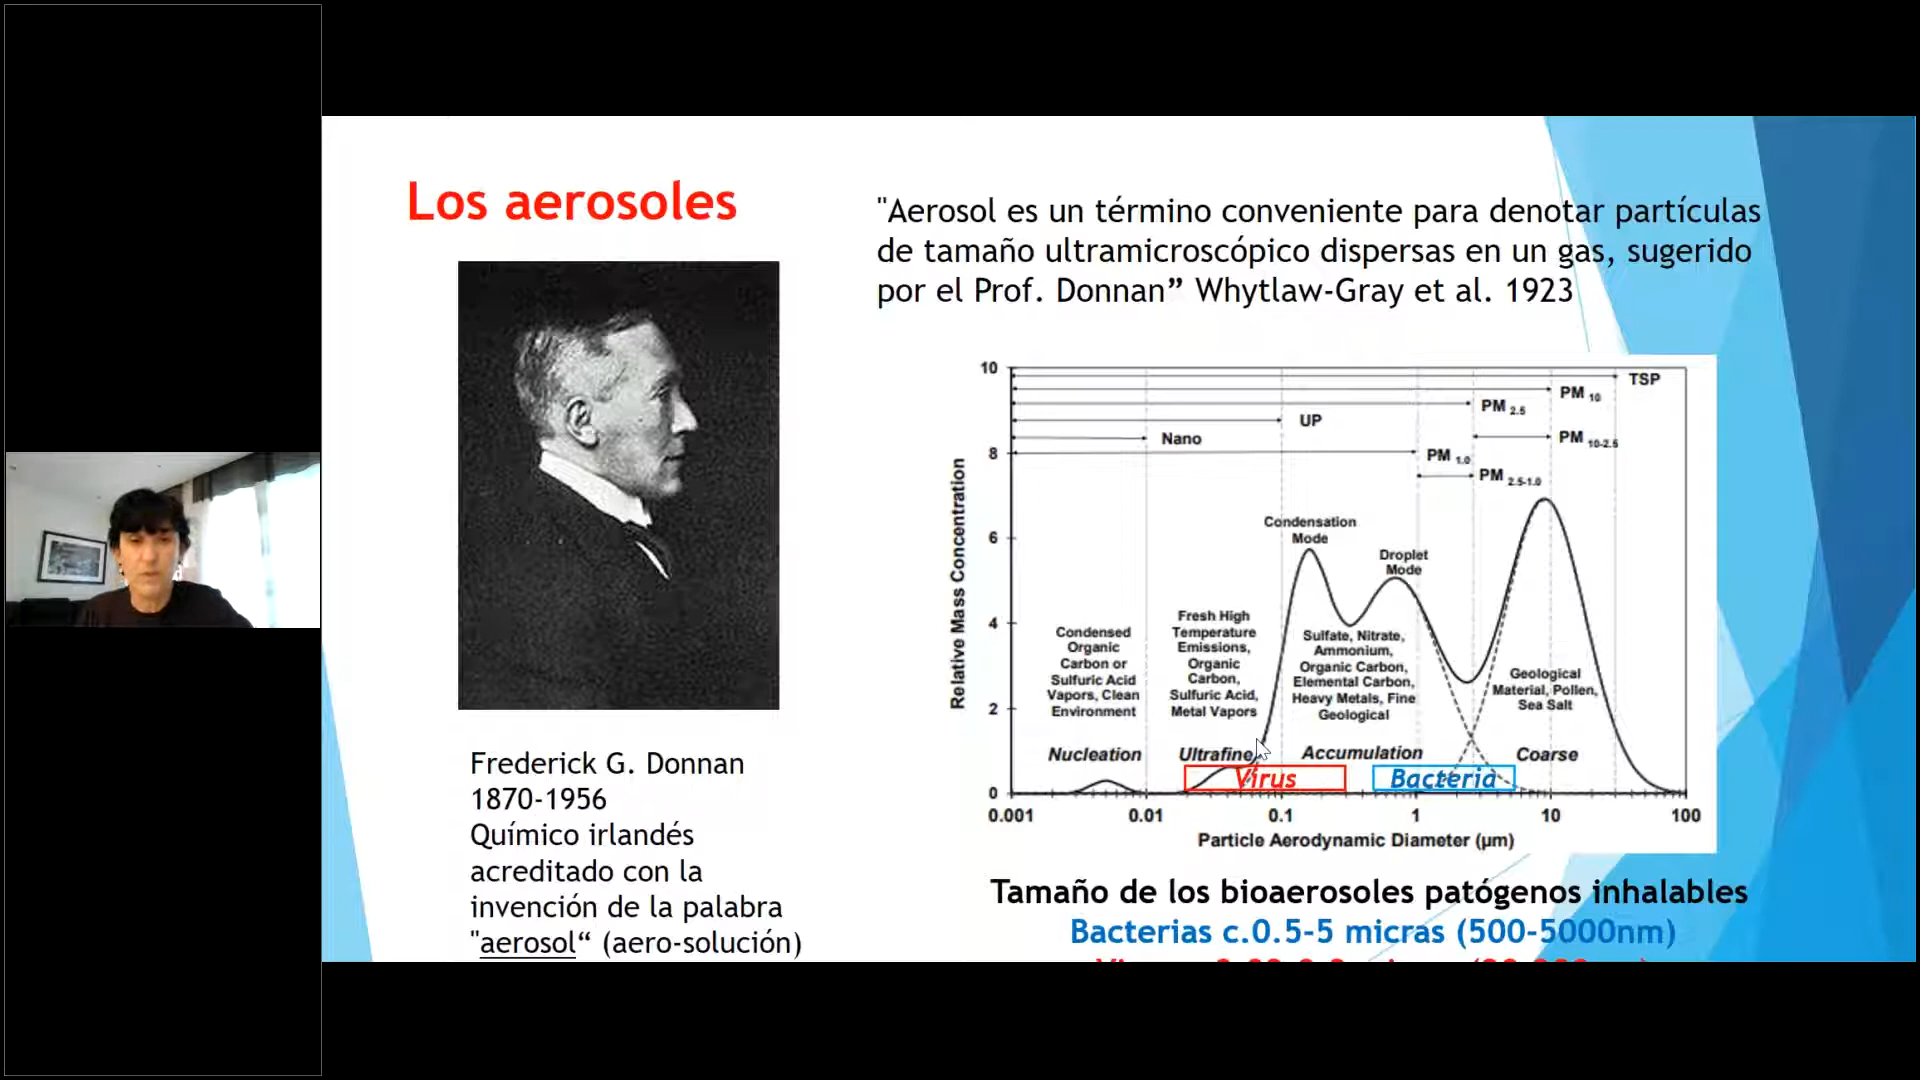 Los aerosoles
"Aerosol es un término conveniente para denotar partículas
de tamaño ultramicroscópico dispersas en un gas, sugerido
por el Prof. Donnan” Whytlaw-Gray et al. 1923
Frederick G. Donnan
1870-1956
Químico irlandés
acreditado con la
invención de la palabra
"aerosol“ (aero-solución)
10
8
6
4
2
0
Relative Mass Concentration
TSP
PM 10
PM 2.5
UP
PM 10-2.5
Nano
PM 1.0
PM 2.5-1.0
Condensation
Mode
Droplet
Mode
Condensed
Organic
Carbon or
Sulfuric Acid
Vapors, Clean
Environment
Fresh High
Temperature
Emissions,
Organic
Carbon,
Sulfuric Acid,
Metal Vapors
Sulfate, Nitrate,
Ammonium,
Organic Carbon,
Elemental Carbon,
Heavy Metals, Fine
Geological
Geological
Material, Pollen,
Sea Salt
Nucleation
Ultrafine
Accumulation
Coarse
Virus
Bacteria
0.001 0.01 0.1 1 10 100
Particle Aerodynamic Diameter (µm)
Tamaño de los bioaerosoles patógenos inhalables
Bacterias c.0.5-5 micras (500-5000nm)